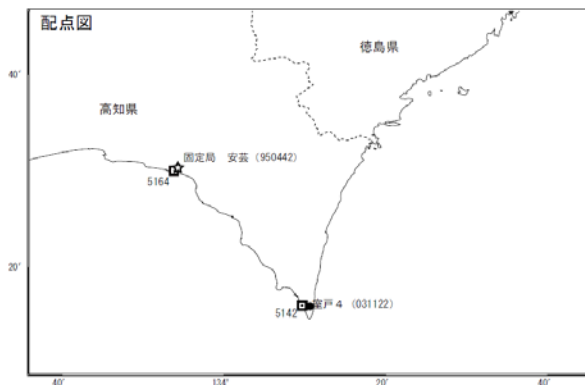 配点図
徳島県
40′
高知県
固定局 安芸(950442)
5164
20′
室戸4 (031122)
5142
40′
134°
20′
40′